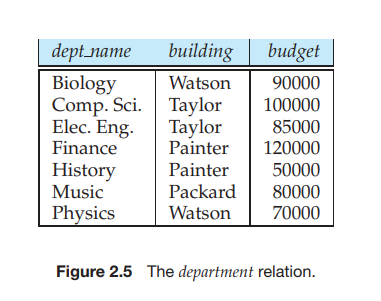 dept_name building budget
Biology Watson 90000
Comp. Sci. Taylor 100000
Elec. Eng. Taylor 85000
Finance Painter 120000
History Painter 50000
Music Packard 80000
Physics Watson 70000
Figure 2.5 The department relation.